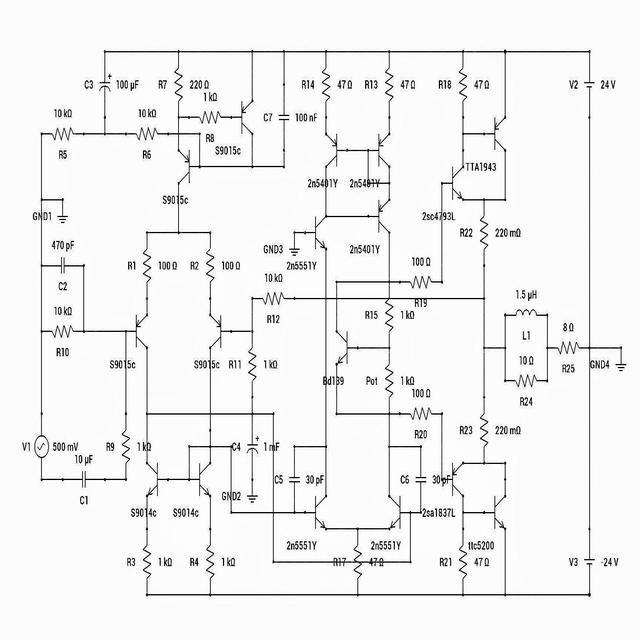 C3 100 µF R7 220 Ω R14 47 Ω R13 47 Ω R18 47 Ω V2 24 V
10 kΩ 10 kΩ 1 kΩ C7 100 nF
R5 R6 R8
S9015c TTA1943
S9015c 2n5401Y 2n5401Y
GND1 2sc4793L
470 pF GND3 R22 220 mΩ
C2 R1 100 Ω R2 100 Ω 2n5551Y 2n5401Y
10 kΩ 10 kΩ 100 Ω 1.5 µH
R10 R12 R19
R15 1 kΩ L1 8 Ω
S9015c S9015c R11 1 kΩ 10 Ω R25 GND4
Bd139 Pot 1 kΩ R24
100 Ω
V1 500 mV R9 1 kΩ C4 1 mF R20 R23 220 mΩ
10 µF
C1 C5 30 pF C6 30 pF
GND2
S9014c S9014c 2sa1837L
2n5551Y 2n5551Y ttc5200
R3 1 kΩ R4 1 kΩ R17 47 Ω R21 47 Ω V3 -24 V